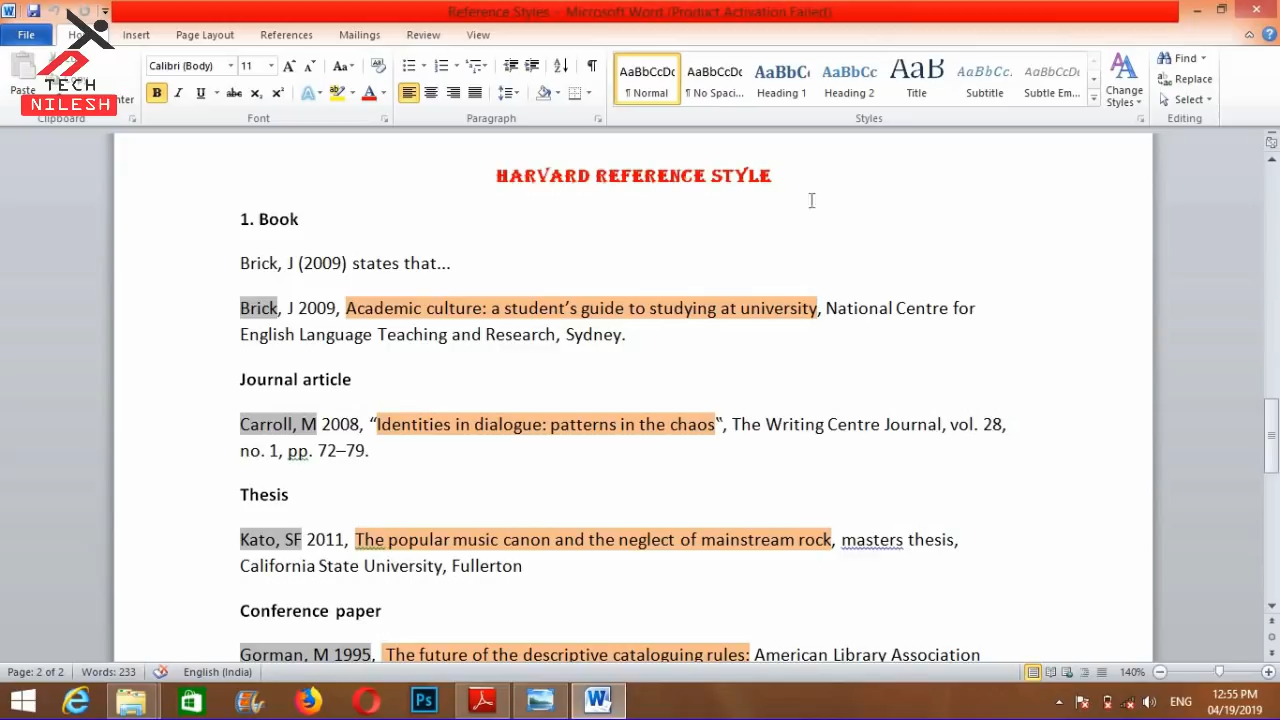 Reference Styles - Microsoft Word (Product Activation Failed)
File Insert Page Layout References Mailings Review View
TECH
NILESH
Paste
Calibri (Body) 11
AaBbCcDc AaBbCcDc AaBbC AaBbCc AaB AaBbCc. AaBbCcDc
¶ Normal ¶ No Spaci... Heading 1 Heading 2 Title Subtitle Subtle Em...
Change
Styles
Find
Replace
Select
Clipboard Font Paragraph Styles Editing
HARVARD REFERENCE STYLE
1. Book
Brick, J (2009) states that...
Brick, J 2009, Academic culture: a student’s guide to studying at university, National Centre for
English Language Teaching and Research, Sydney.
Journal article
Carroll, M 2008, “Identities in dialogue: patterns in the chaos‟, The Writing Centre Journal, vol. 28,
no. 1, pp. 72–79.
Thesis
Kato, SF 2011, The popular music canon and the neglect of mainstream rock, masters thesis,
California State University, Fullerton
Conference paper
Gorman, M 1995, The future of the descriptive cataloguing rules: American Library Association
Page: 2 of 2 Words: 233 English (India) 140%
Ps
ENG
12:55 PM
04/19/2019